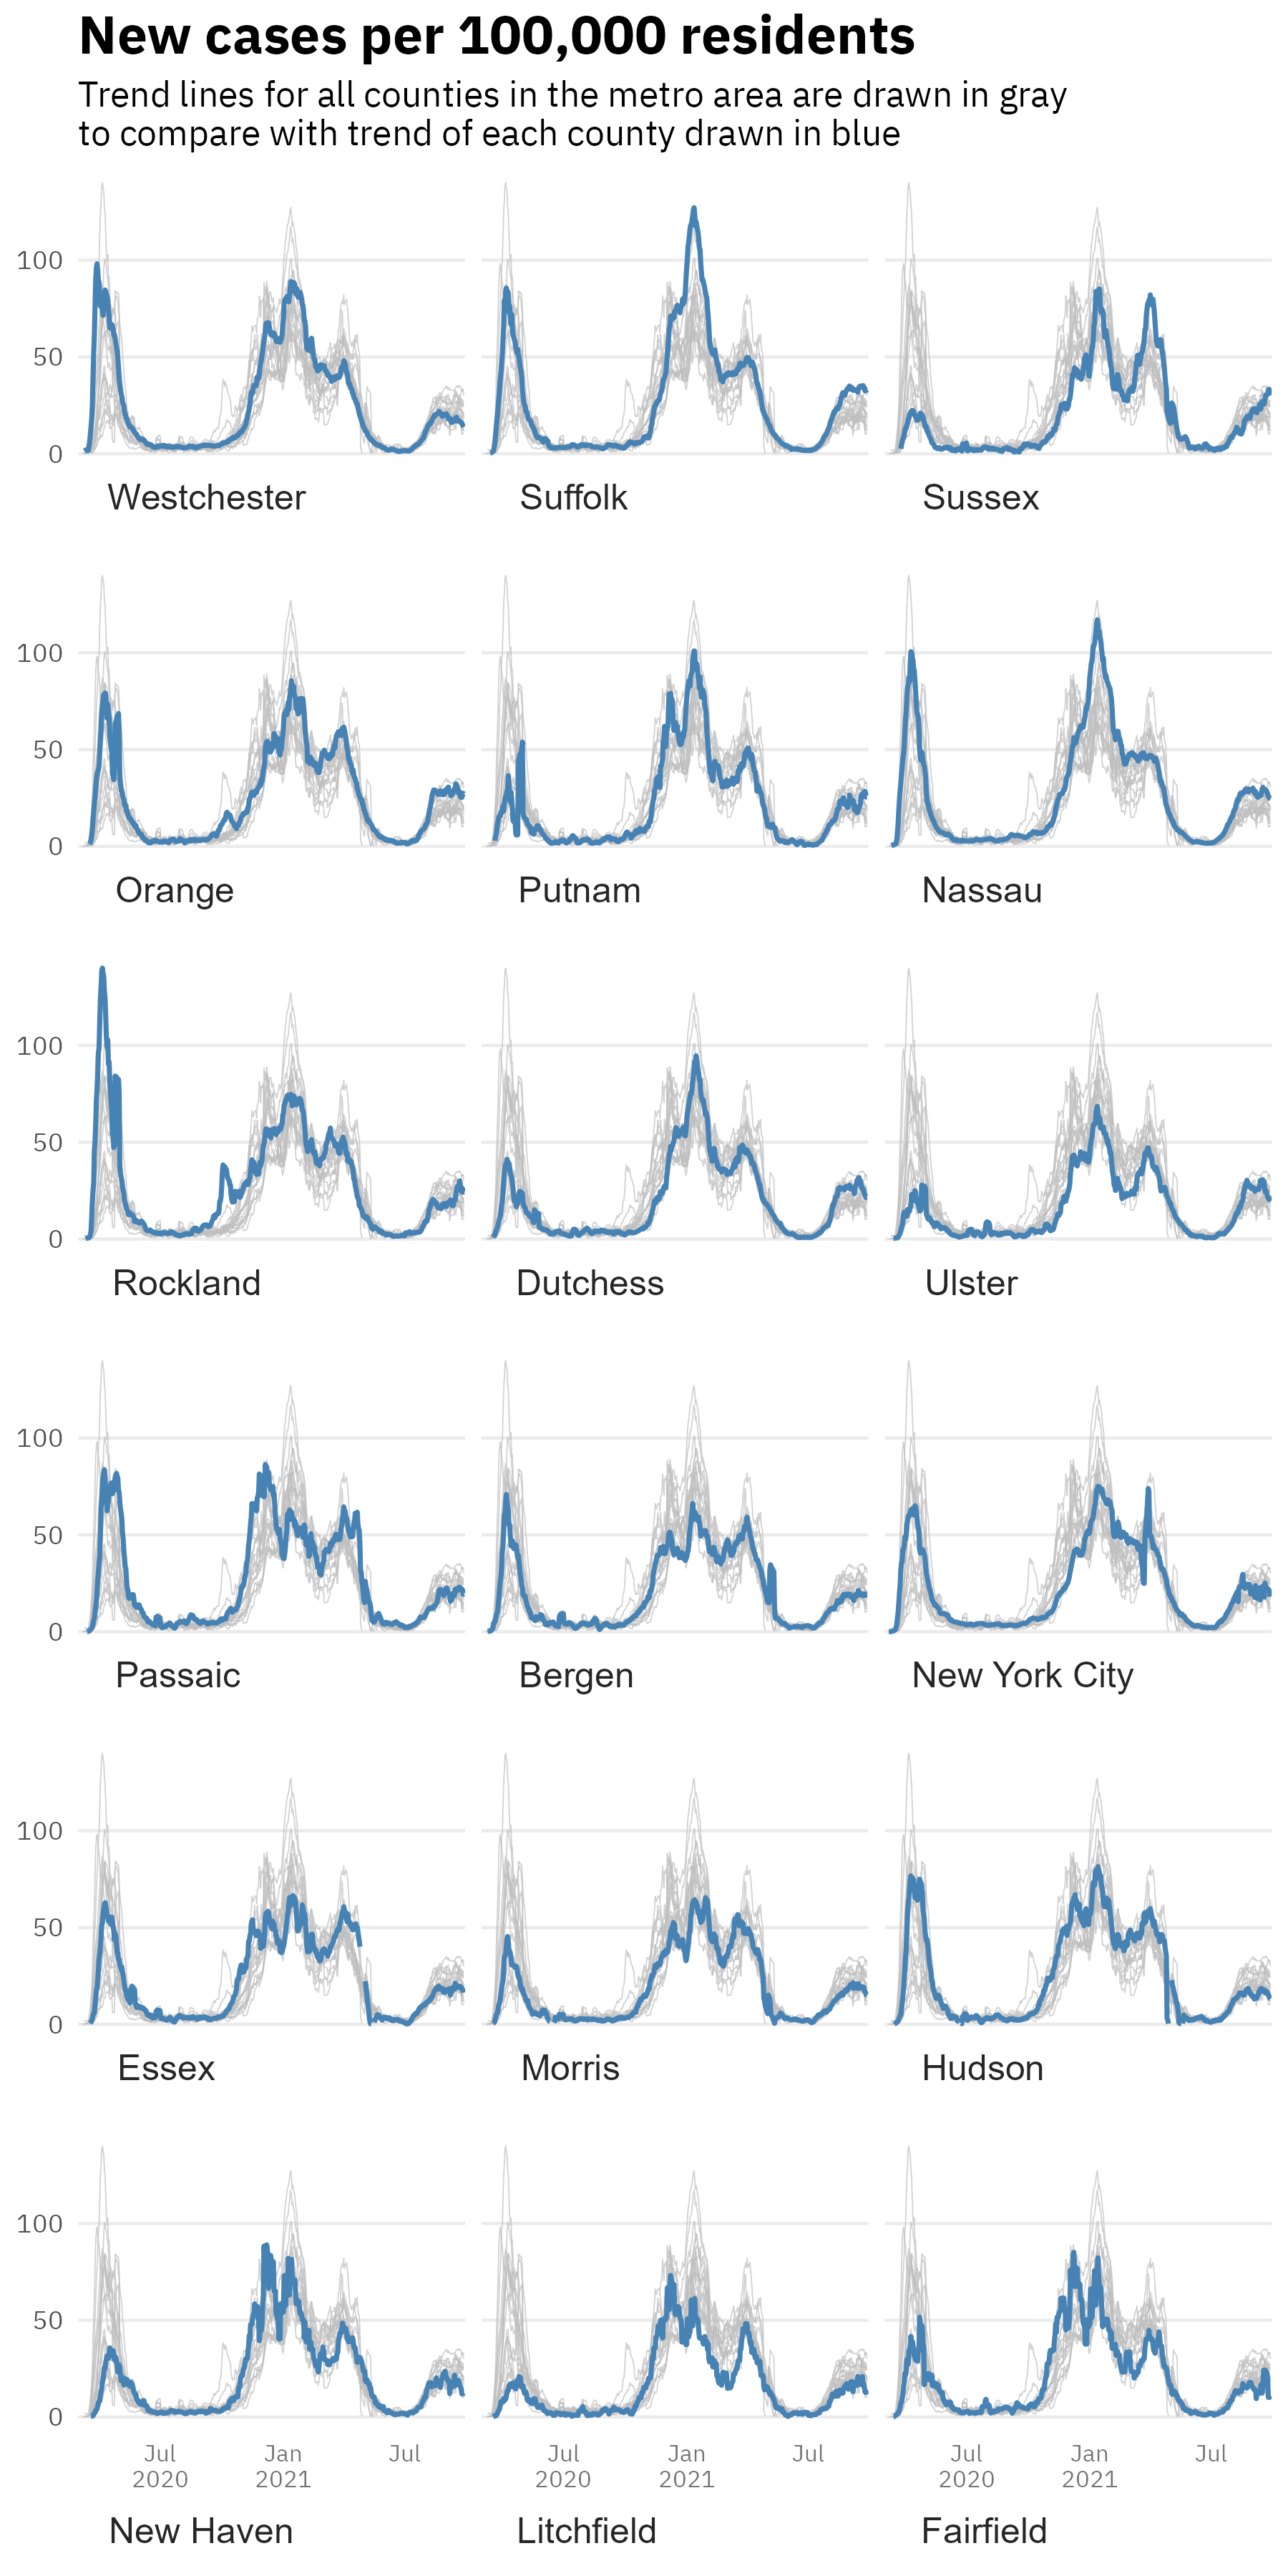 New cases per 100,000 residents
Trend lines for all counties in the metro area are drawn in gray
to compare with trend of each county drawn in blue
100
50
0
Westchester Suffolk Sussex
100
50
0
Orange Putnam Nassau
100
50
0
Rockland Dutchess Ulster
100
50
0
Passaic Bergen New York City
100
50
0
Essex Morris Hudson
100
50
0
Jul Jan Jul Jul Jan Jul Jul Jan Jul
2020 2021 2020 2021 2020 2021
New Haven Litchfield Fairfield